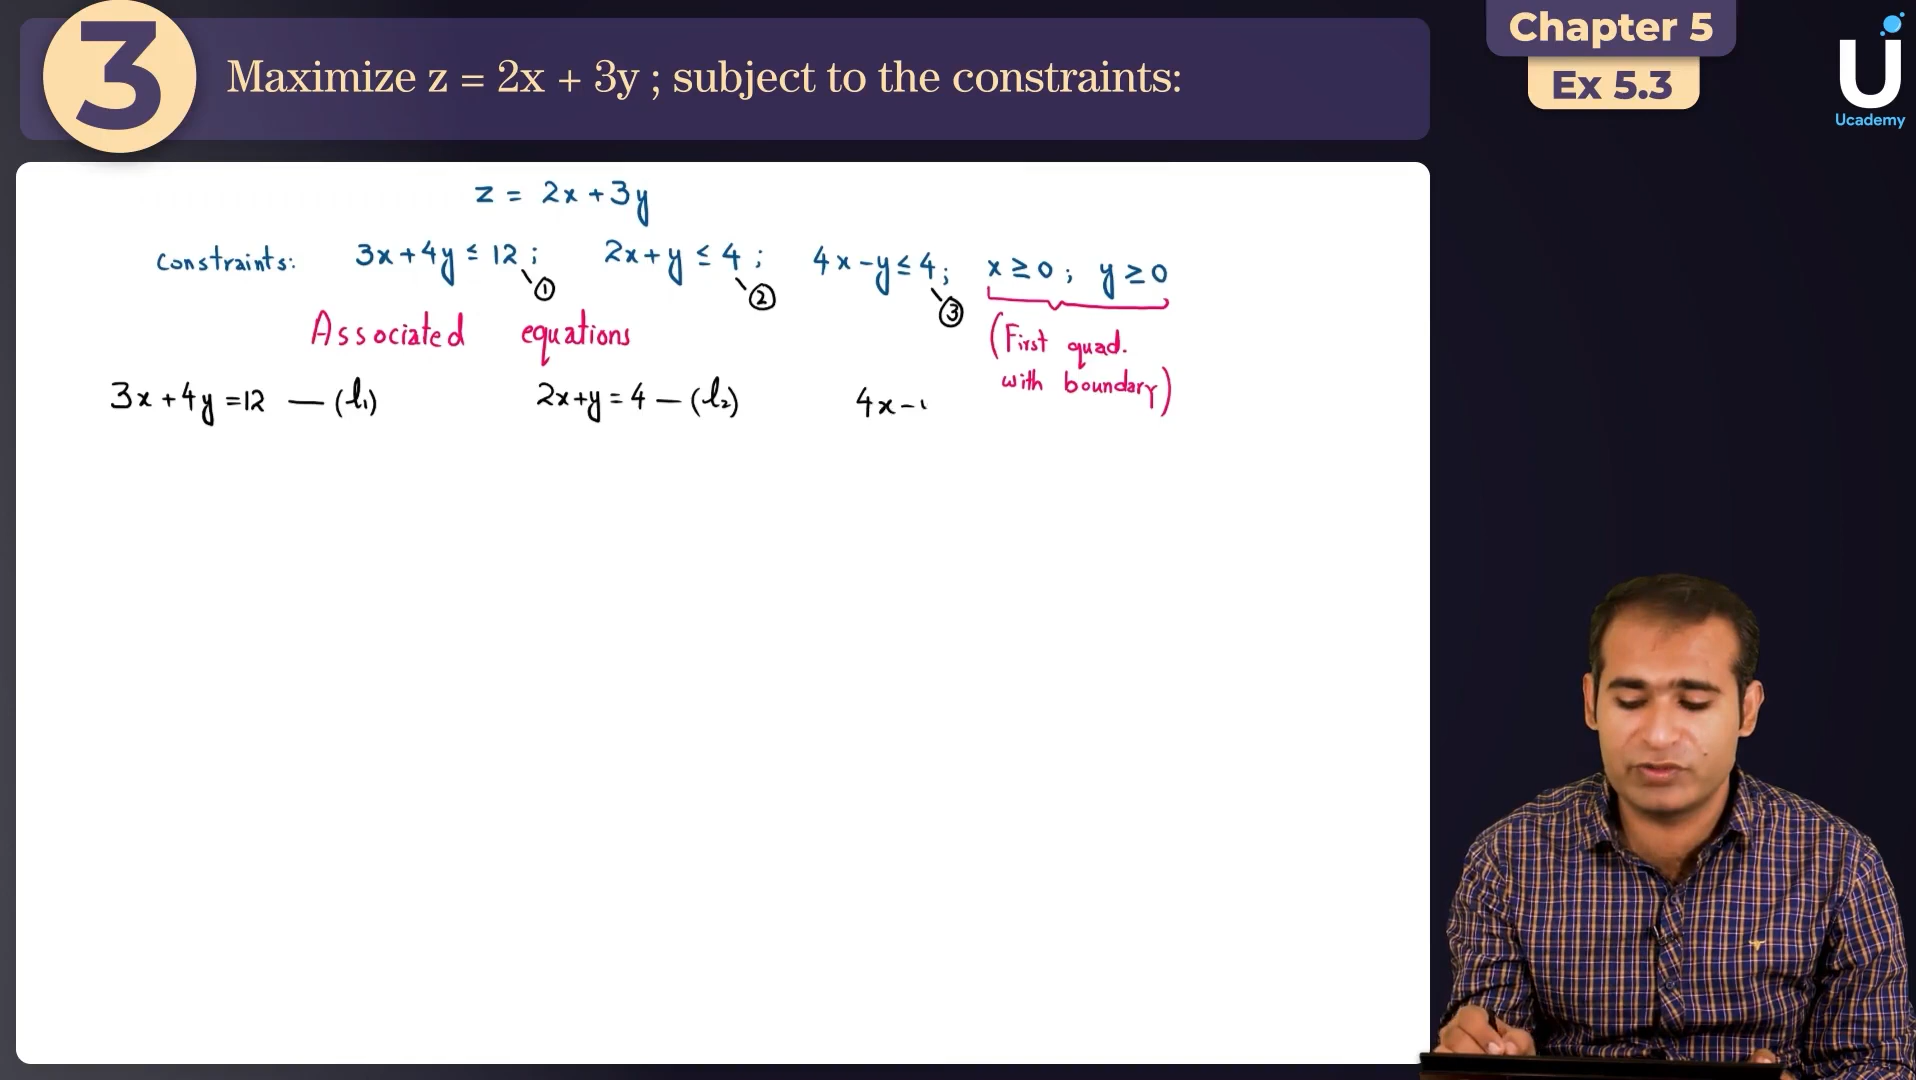 3
Maximize z = 2x + 3y ; subject to the constraints:
Chapter 5
Ex 5.3
Ucademy
z = 2x + 3y
Constraints: 3x + 4y ≤ 12 ; 2x + y ≤ 4 ; 4x - y ≤ 4 ; x ≥ 0 ; y ≥ 0
① ② ③
Associated equations
(First quad.
with boundary)
3x + 4y = 12 — (l₁) 2x + y = 4 — (l₂) 4x -